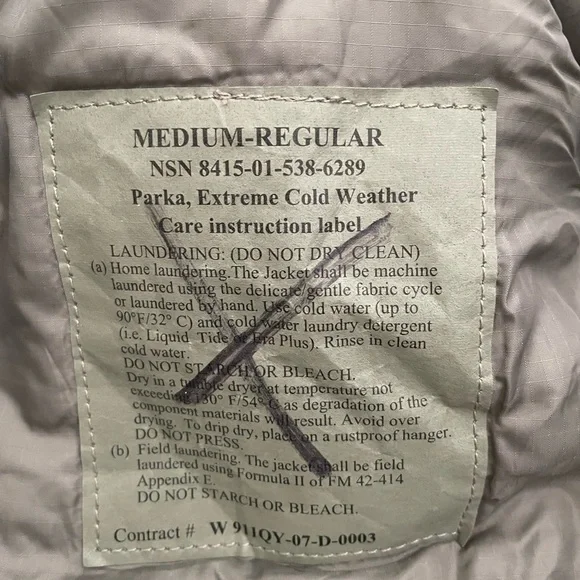 MEDIUM-REGULAR
NSN 8415-01-538-6289
Parka, Extreme Cold Weather
Care instruction label
LAUNDERING: (DO NOT DRY CLEAN)
(a) Home laundering. The Jacket shall be machine
laundered using the delicate/gentle fabric cycle
or laundered by hand. Use cold water (up to
90°F/32° C) and cold water laundry detergent
(i.e. Liquid Tide or Era Plus). Rinse in clean
cold water.
DO NOT STARCH OR BLEACH.
Dry in a tumble dryer at temperature not
exceeding 130° F/54° C as degradation of the
component materials will result. Avoid over
drying. To drip dry, place on a rustproof hanger.
DO NOT PRESS.
(b) Field laundering. The jacket shall be field
laundered using Formula II of FM 42-414
Appendix E.
DO NOT STARCH OR BLEACH.
Contract # W 911QY-07-D-0003